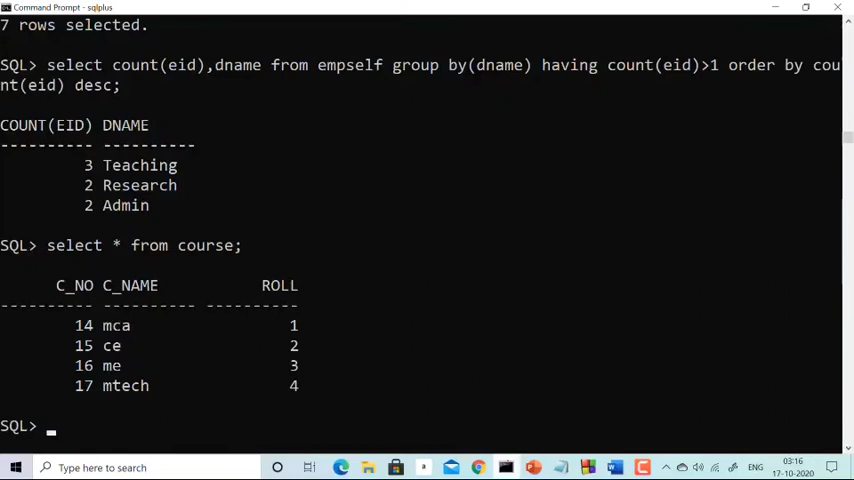 Command Prompt - sqlplus
7 rows selected.
SQL> select count(eid),dname from empself group by(dname) having count(eid)>1 order by cou
nt(eid) desc;
COUNT(EID) DNAME
---------- ----------
3 Teaching
2 Research
2 Admin
SQL> select * from course;
C_NO C_NAME ROLL
---------- ---------- ----------
14 mca 1
15 ce 2
16 me 3
17 mtech 4
SQL>
Type here to search
ENG
03:16
17-10-2020